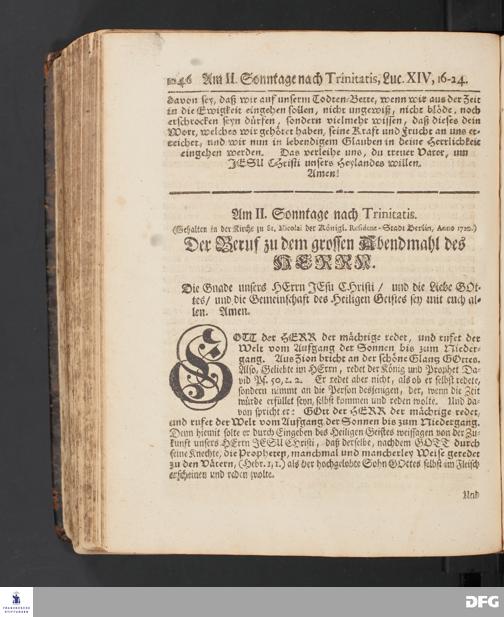 1046 Am II. Sonntage nach Trinitatis, Luc. XIV, 16-24.
davon sey, daß wir auf unserm Todten-Bette, wenn wir aus der Zeit
in die Ewigkeit eingehen sollen, nicht ungewiß, nicht blöde, noch
erschrocken seyn dürfen, sondern vielmehr wissen, daß dieses dein
Wort, welches wir gehöret haben, seine Kraft und Frucht an uns er-
reichet, und wir nun in lebendigem Glauben in deine Herrlichkeit
eingehen werden. Das verleihe uns, du treuer Vater, um
JESU CHristi unsers Heylandes willen.
Amen!
Am II. Sonntage nach Trinitatis.
(Gehalten in der Kirche zu St. Nicolai der Königl. Residentz-Stadt Berlin, Anno
Der Beruf zu dem grossen Abendmahl des
HERRN.
Die Gnade unsers HErrn JEsu CHristi / und die Liebe GOt-
tes / und die Gemeinschaft des Heiligen Geistes sey mit euch al-
len. Amen.
GOTT der HERR der mächtige redet, und rufet der
Welt vom Aufgang der Sonnen bis zum Nieder-
gang. Aus Zion bricht an der schöne Glantz GOttes.
Also, Geliebte im HErrn, redet der König und Prophet Da-
vid Ps. 50, 1. 2. Er redet aber nicht, als ob er selbst redete,
sondern nimmt an die Person desjenigen, der, wenn die Zeit
würde erfüllet seyn, selbst kommen und reden wolte. Und da-
von spricht er: GOtt der HERR der mächtige redet,
und rufet der Welt vom Aufgang der Sonnen bis zum Niedergang.
Denn hiemit solte er durch Eingeben des Heiligen Geistes weissagen von der Zu-
kunft unsers HErrn JESU CHristi, daß derselbe, nachdem GOTT durch
seine Knechte, die Propheten, manchmal und mancherley Weise geredet
zu den Vätern, (Hebr. 1, 1.) als der hochgelobte Sohn GOttes selbst im Fleisch
erscheinen und reden wolte.
Und
FRANCKESCHE
STIFTUNGEN
DFG